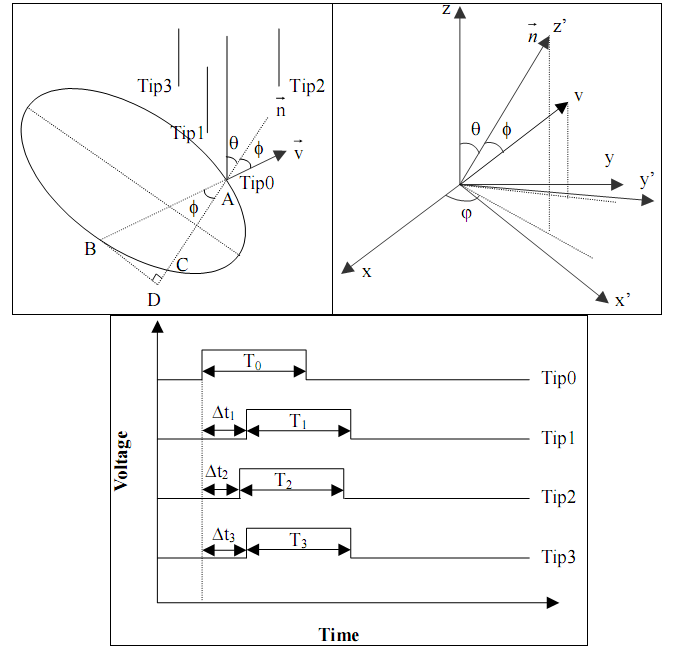 Tip3
Tip2
Tip1
n
θ
ϕ
v
Tip0
ϕ
A
B
C
D
z
n
z’
v
θ
ϕ
y
y’
φ
x
x’
T0
Tip0
Δt1
T1
Tip1
Δt2
T2
Tip2
Δt3
T3
Tip3
Voltage
Time